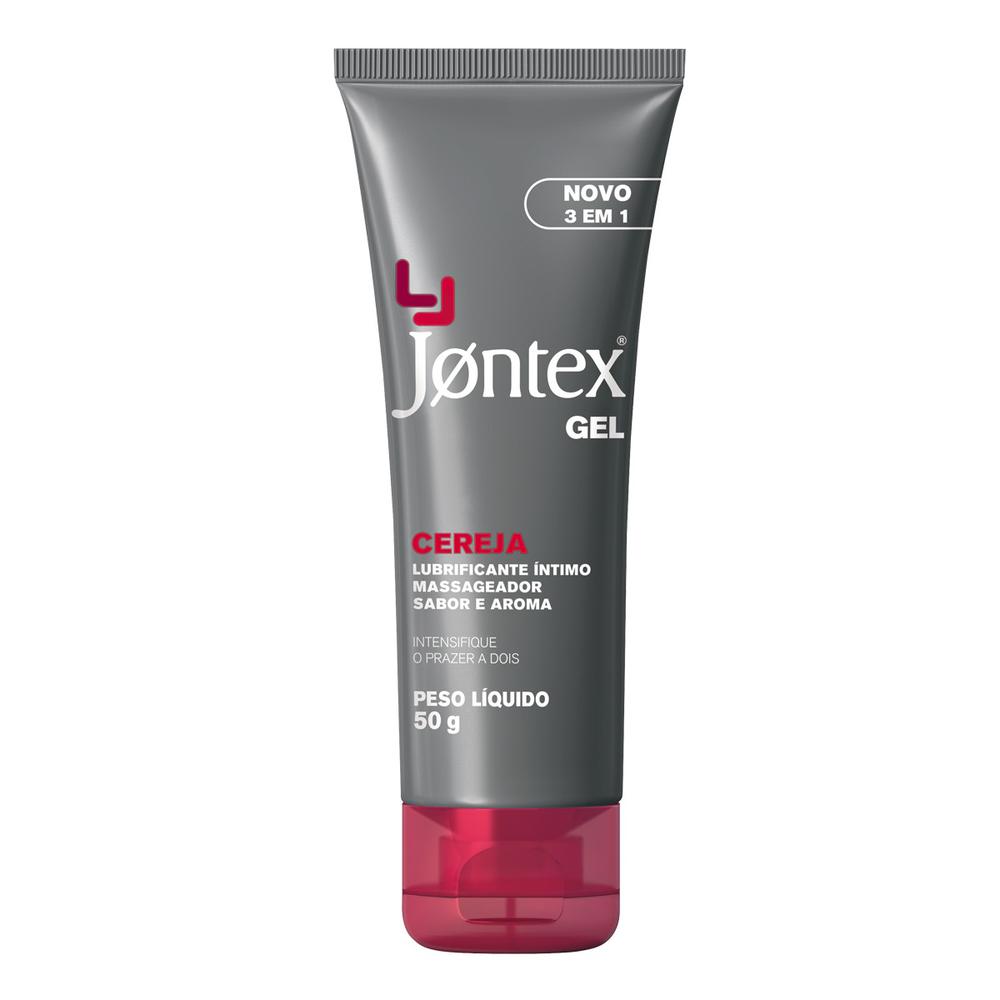 NOVO
3 EM 1
Jøntex®
GEL
CEREJA
LUBRIFICANTE ÍNTIMO
MASSAGEADOR
SABOR E AROMA
INTENSIFIQUE
O PRAZER A DOIS
PESO LÍQUIDO
50 g